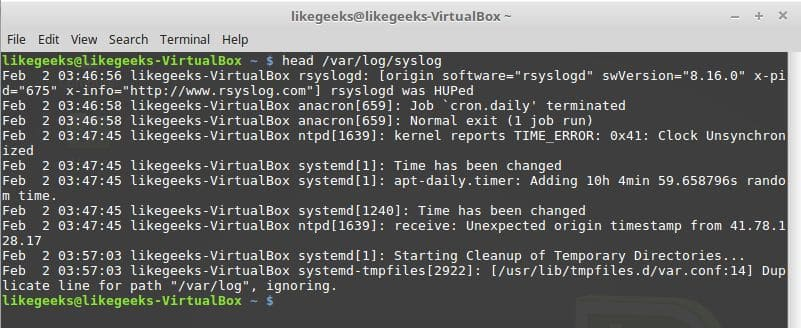 likegeeks@likegeeks-VirtualBox ~
File Edit View Search Terminal Help
likegeeks@likegeeks-VirtualBox ~ $ head /var/log/syslog
Feb  2 03:46:56 likegeeks-VirtualBox rsyslogd: [origin software="rsyslogd" swVersion="8.16.0" x-pi
d="675" x-info="http://www.rsyslog.com"] rsyslogd was HUPed
Feb  2 03:46:58 likegeeks-VirtualBox anacron[659]: Job `cron.daily' terminated
Feb  2 03:46:58 likegeeks-VirtualBox anacron[659]: Normal exit (1 job run)
Feb  2 03:47:45 likegeeks-VirtualBox ntpd[1639]: kernel reports TIME_ERROR: 0x41: Clock Unsynchron
ized
Feb  2 03:47:45 likegeeks-VirtualBox systemd[1]: Time has been changed
Feb  2 03:47:45 likegeeks-VirtualBox systemd[1]: apt-daily.timer: Adding 10h 4min 59.658796s rando
m time.
Feb  2 03:47:45 likegeeks-VirtualBox systemd[1240]: Time has been changed
Feb  2 03:47:45 likegeeks-VirtualBox ntpd[1639]: receive: Unexpected origin timestamp from 41.78.1
28.17
Feb  2 03:57:03 likegeeks-VirtualBox systemd[1]: Starting Cleanup of Temporary Directories...
Feb  2 03:57:03 likegeeks-VirtualBox systemd-tmpfiles[2922]: [/usr/lib/tmpfiles.d/var.conf:14] Dup
licate line for path "/var/log", ignoring.
likegeeks@likegeeks-VirtualBox ~ $